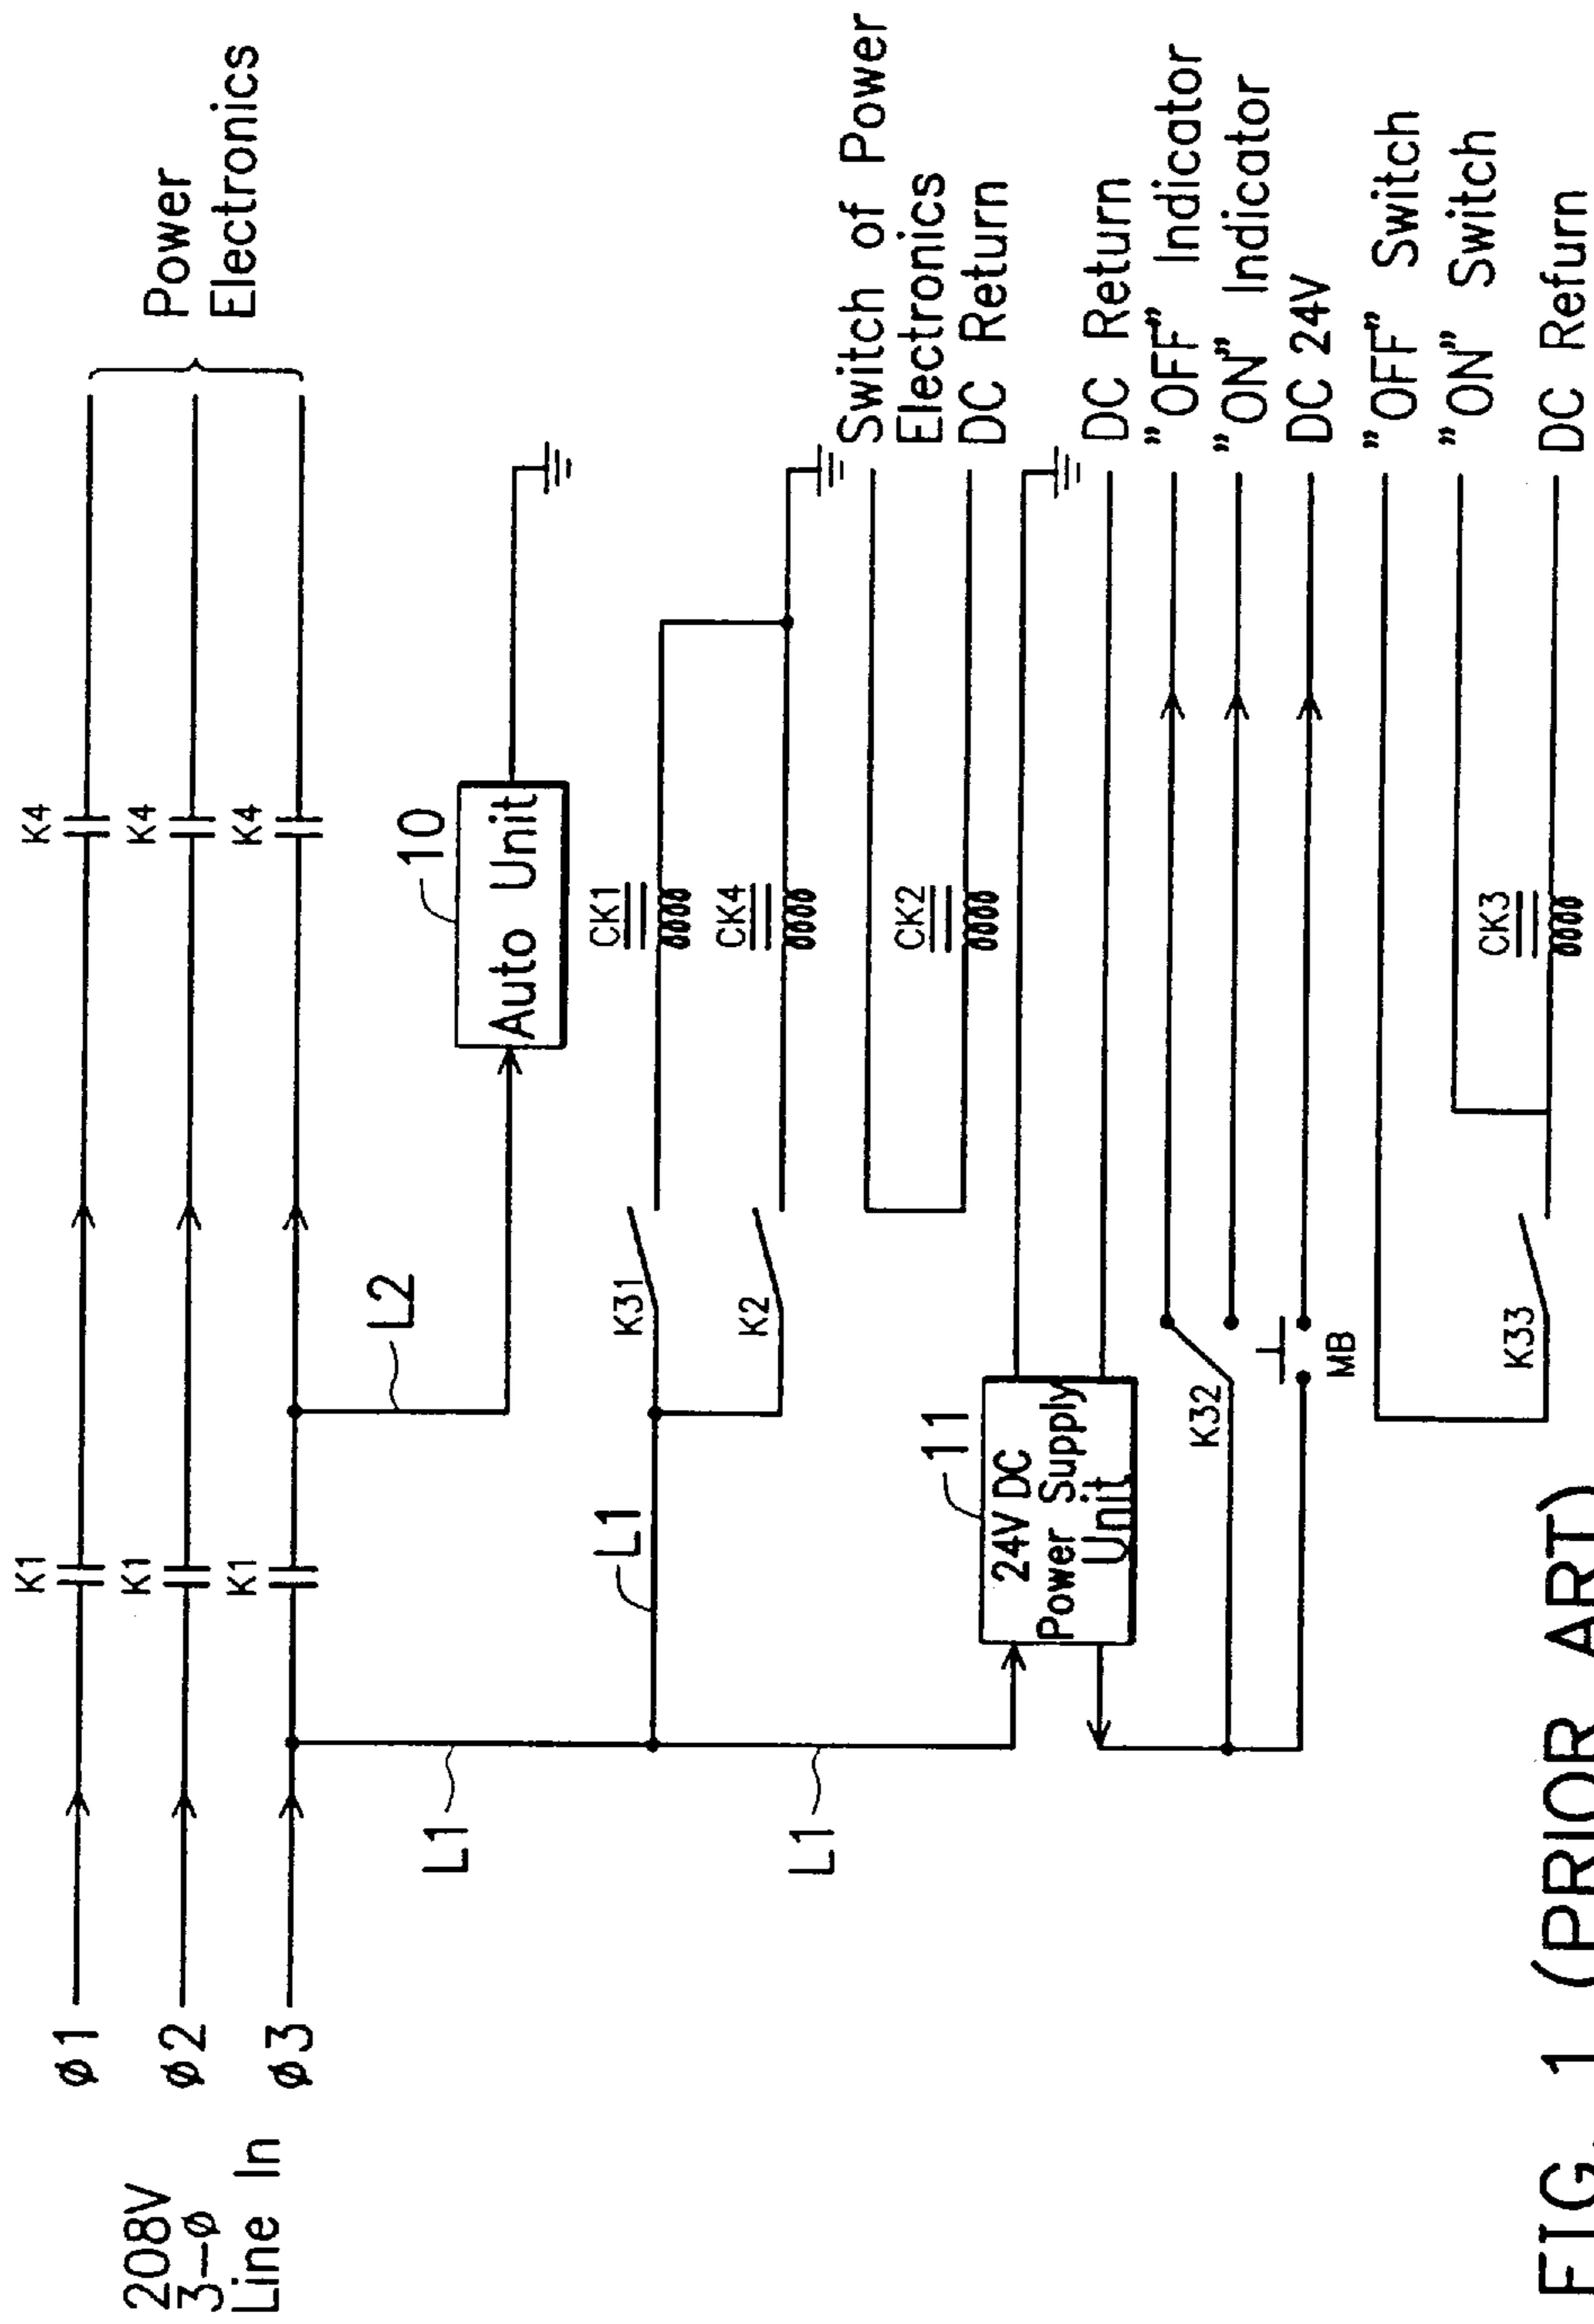 208V
3-ø
Line In
ø1
ø2
ø3
K1
K1
K1
K4
K4
K4
Power
Electronics
L2
10
Auto Unit
L1
L1
L1
K31
CK1
K2
CK4
Switch of Power
Electronics
CK2
DC Return
11
24V DC
Power Supply
Unit
DC Return
K32
"OFF" Indicator
"ON" Indicator
MB
DC 24V
"OFF" Switch
"ON" Switch
K33
CK3
DC Refurn
FIG. 1 (PRIOR ART)